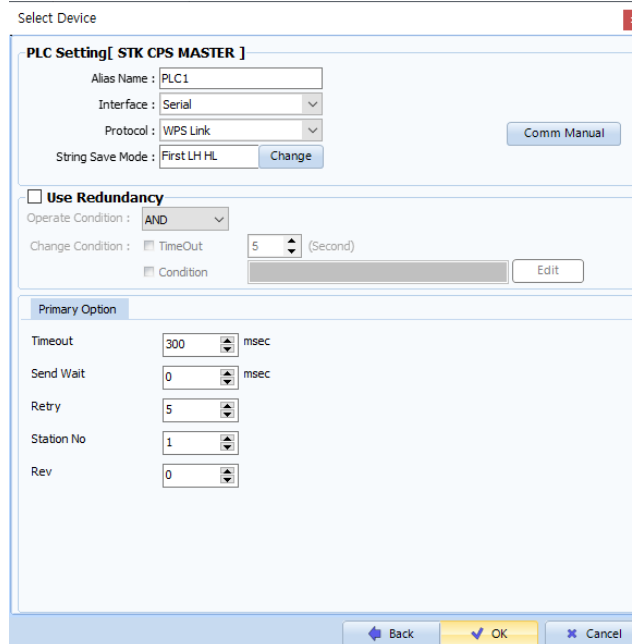 Select Device
PLC Setting[ STK CPS MASTER ]
Alias Name : PLC1
Interface : Serial
Protocol : WPS Link
Comm Manual
String Save Mode : First LH HL Change
Use Redundancy
Operate Condition : AND
Change Condition : TimeOut 5 (Second)
Condition Edit
Primary Option
Timeout 300 msec
Send Wait 0 msec
Retry 5
Station No 1
Rev 0
Back OK Cancel